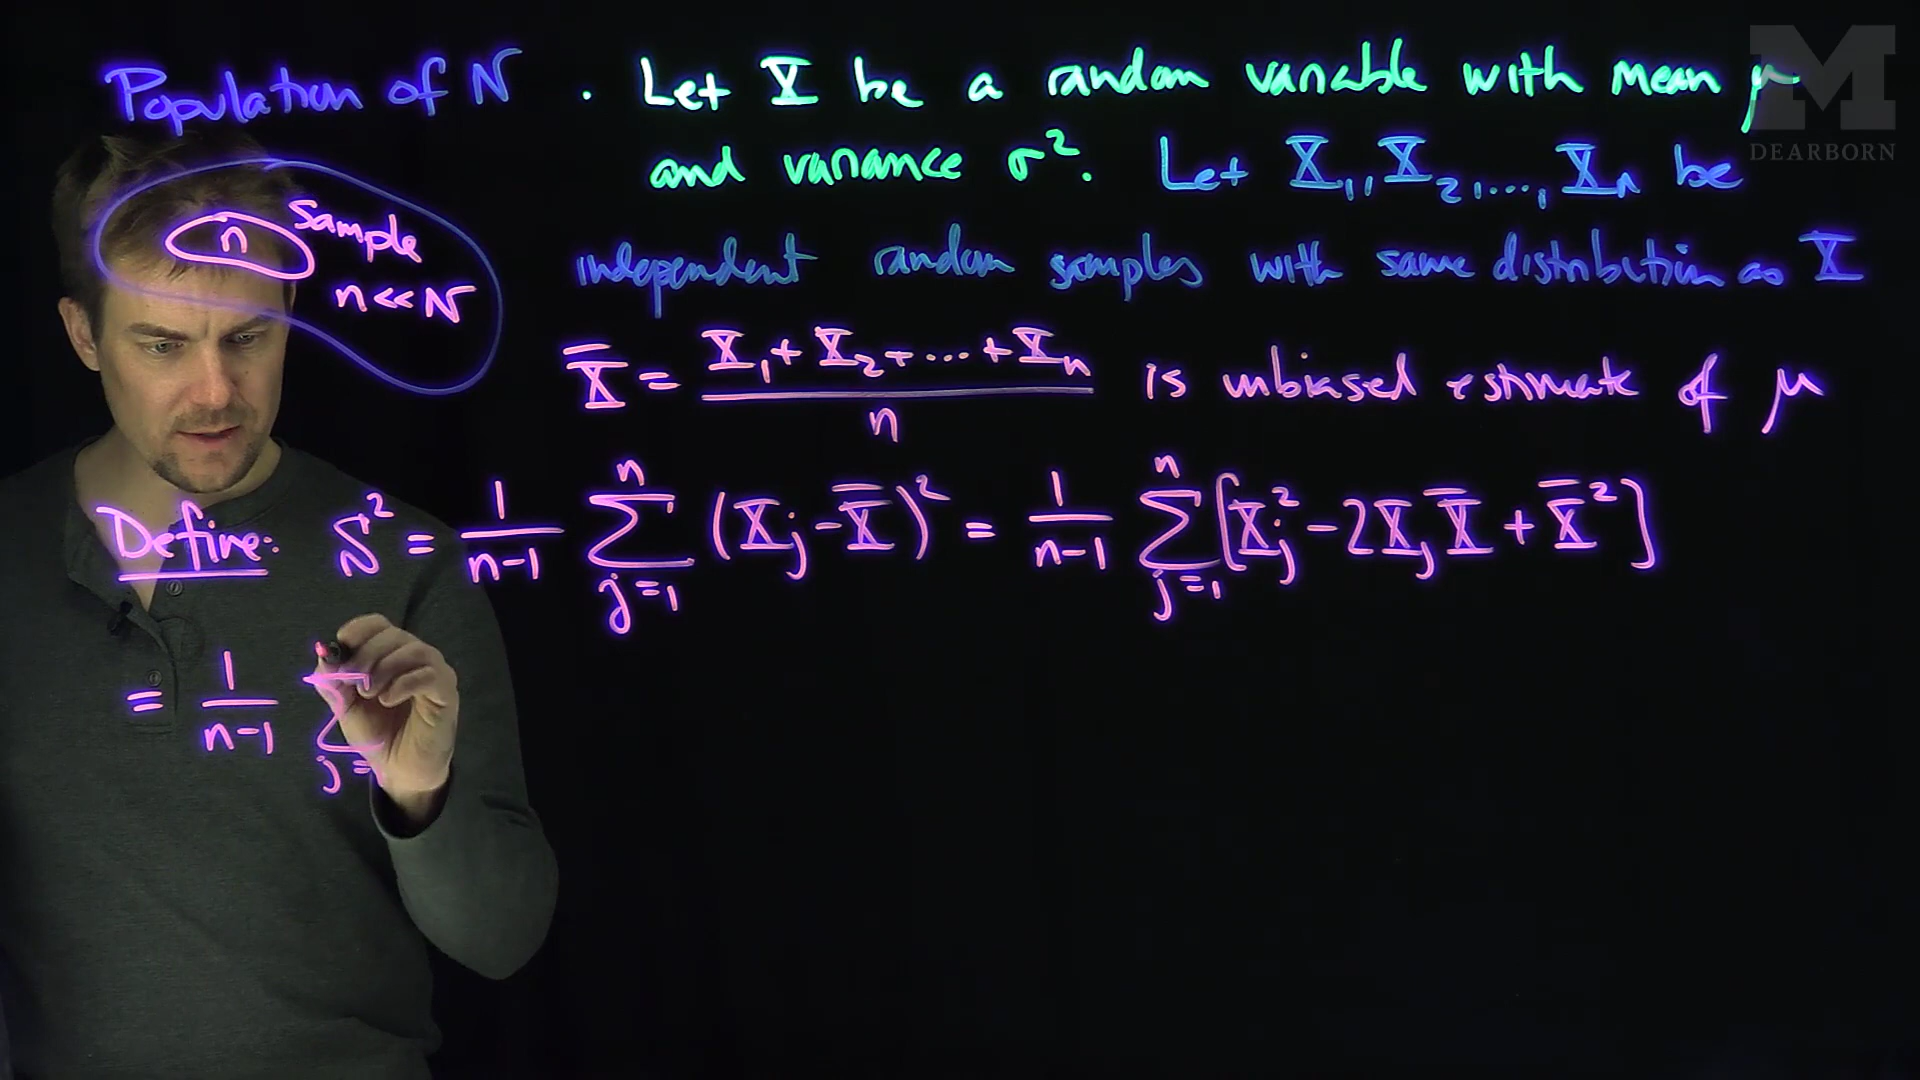 Population of N . Let X be a random variable with mean μ
and variance σ². Let X₁, X₂, ..., Xₙ be
n sample
n << N
independent random samples with same distribution as X
X̄ = (X₁ + X₂ + ... + Xₙ)/n is unbiased estimate of μ
Define: S² = 1/(n-1) ∑_{j=1}^{n} (Xⱼ - X̄)² = 1/(n-1) ∑_{j=1}^{n} [Xⱼ² - 2XⱼX̄ + X̄²]
= 1/(n-1) ∑_{j=
M
DEARBORN